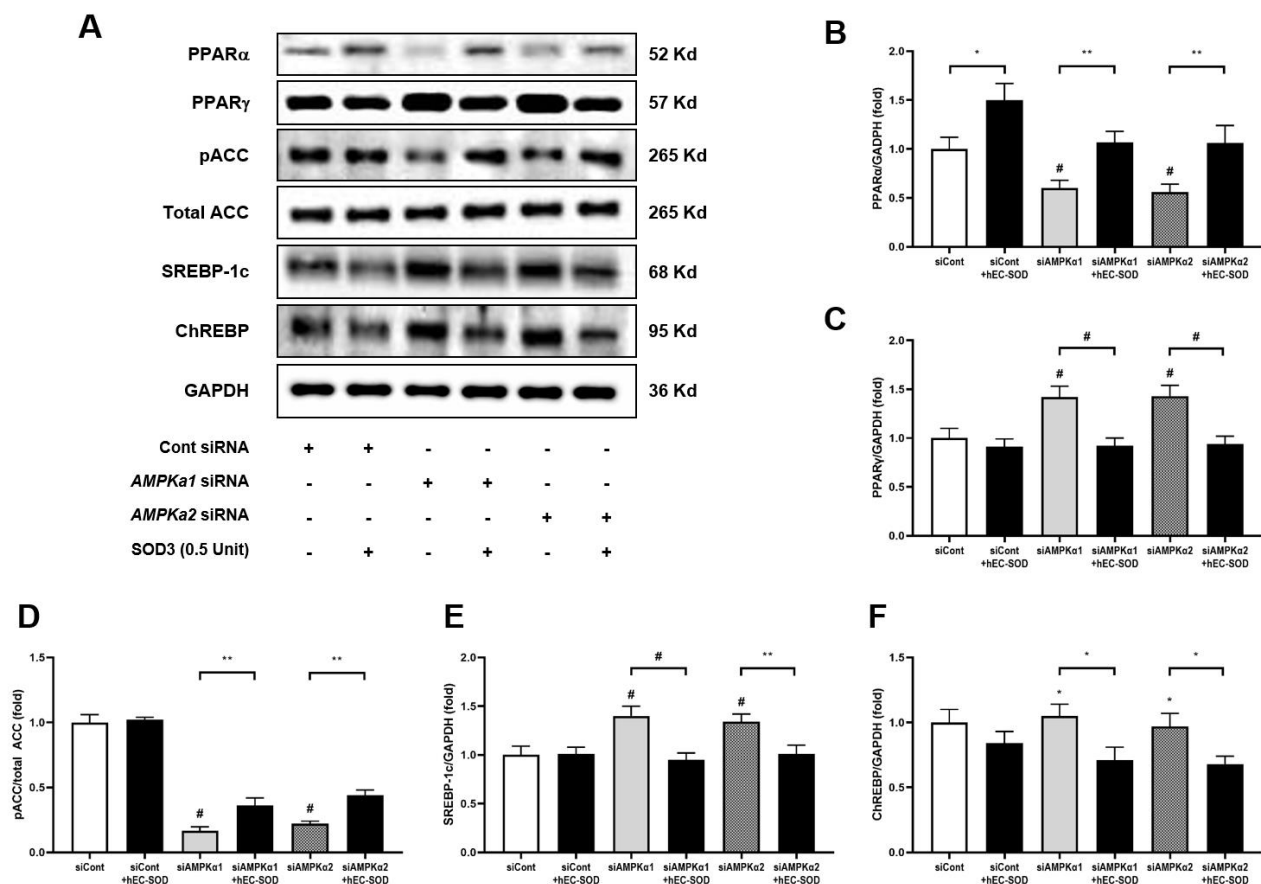 A
PPARα
52 Kd
PPARγ
57 Kd
pACC
265 Kd
Total ACC
265 Kd
SREBP-1c
68 Kd
ChREBP
95 Kd
GAPDH
36 Kd
Cont siRNA + + - - - -
AMPKa1 siRNA - - + + - -
AMPKa2 siRNA - - - - + +
SOD3 (0.5 Unit) - + - + - +
B
PPARα/GADPH (fold)
2.0
1.5
1.0
0.5
0.0
*
**
**
#
#
siCont
siCont
+hEC-SOD
siAMPKα1
siAMPKα1
+hEC-SOD
siAMPKα2
siAMPKα2
+hEC-SOD
C
PPARγ/GAPDH (fold)
2.0
1.5
1.0
0.5
0.0
#
#
#
#
siCont
siCont
+hEC-SOD
siAMPKα1
siAMPKα1
+hEC-SOD
siAMPKα2
siAMPKα2
+hEC-SOD
D
pACC/total ACC (fold)
1.5
1.0
0.5
0.0
**
**
#
#
siCont
siCont
+hEC-SOD
siAMPKα1
siAMPKα1
+hEC-SOD
siAMPKα2
siAMPKα2
+hEC-SOD
E
SREBP-1c/GAPDH (fold)
2.0
1.5
1.0
0.5
0.0
#
**
#
#
siCont
siCont
+hEC-SOD
siAMPKα1
siAMPKα1
+hEC-SOD
siAMPKα2
siAMPKα2
+hEC-SOD
F
ChREBP/GAPDH (fold)
1.5
1.0
0.5
0.0
*
*
*
*
siCont
siCont
+hEC-SOD
siAMPKα1
siAMPKα1
+hEC-SOD
siAMPKα2
siAMPKα2
+hEC-SOD